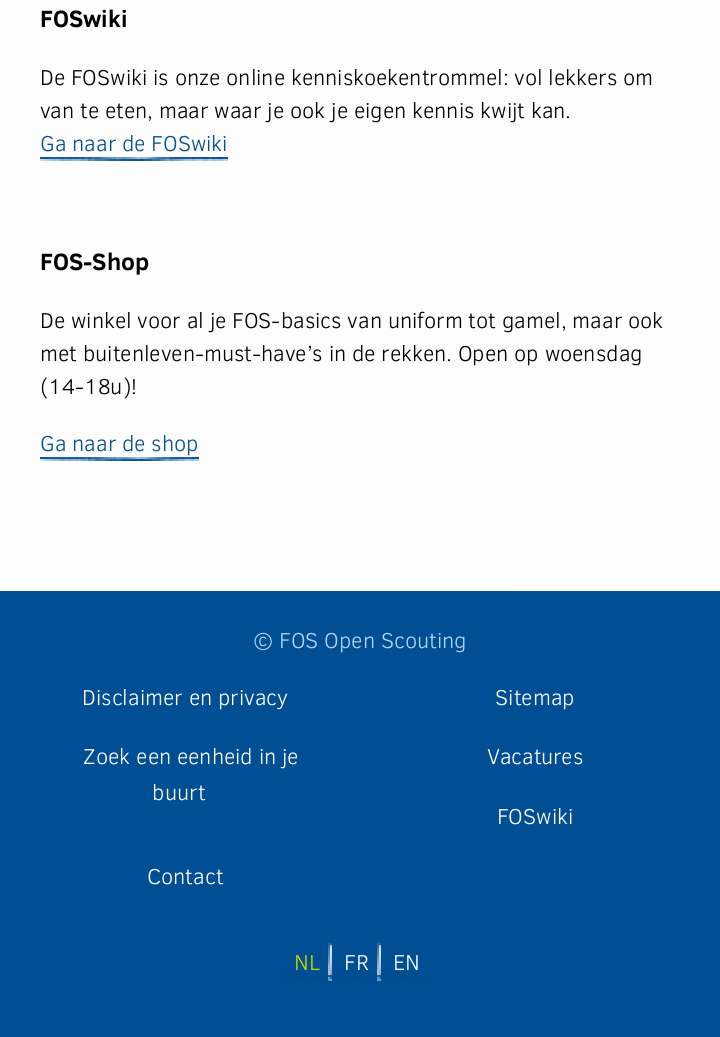 FOSwiki
De FOSwiki is onze online kenniskoekentrommel: vol lekkers om
van te eten, maar waar je ook je eigen kennis kwijt kan.
Ga naar de FOSwiki
FOS-Shop
De winkel voor al je FOS-basics van uniform tot gamel, maar ook
met buitenleven-must-have’s in de rekken. Open op woensdag
(14-18u)!
Ga naar de shop
© FOS Open Scouting
Disclaimer en privacy
Zoek een eenheid in je
buurt
Contact
Sitemap
Vacatures
FOSwiki
NL FR EN